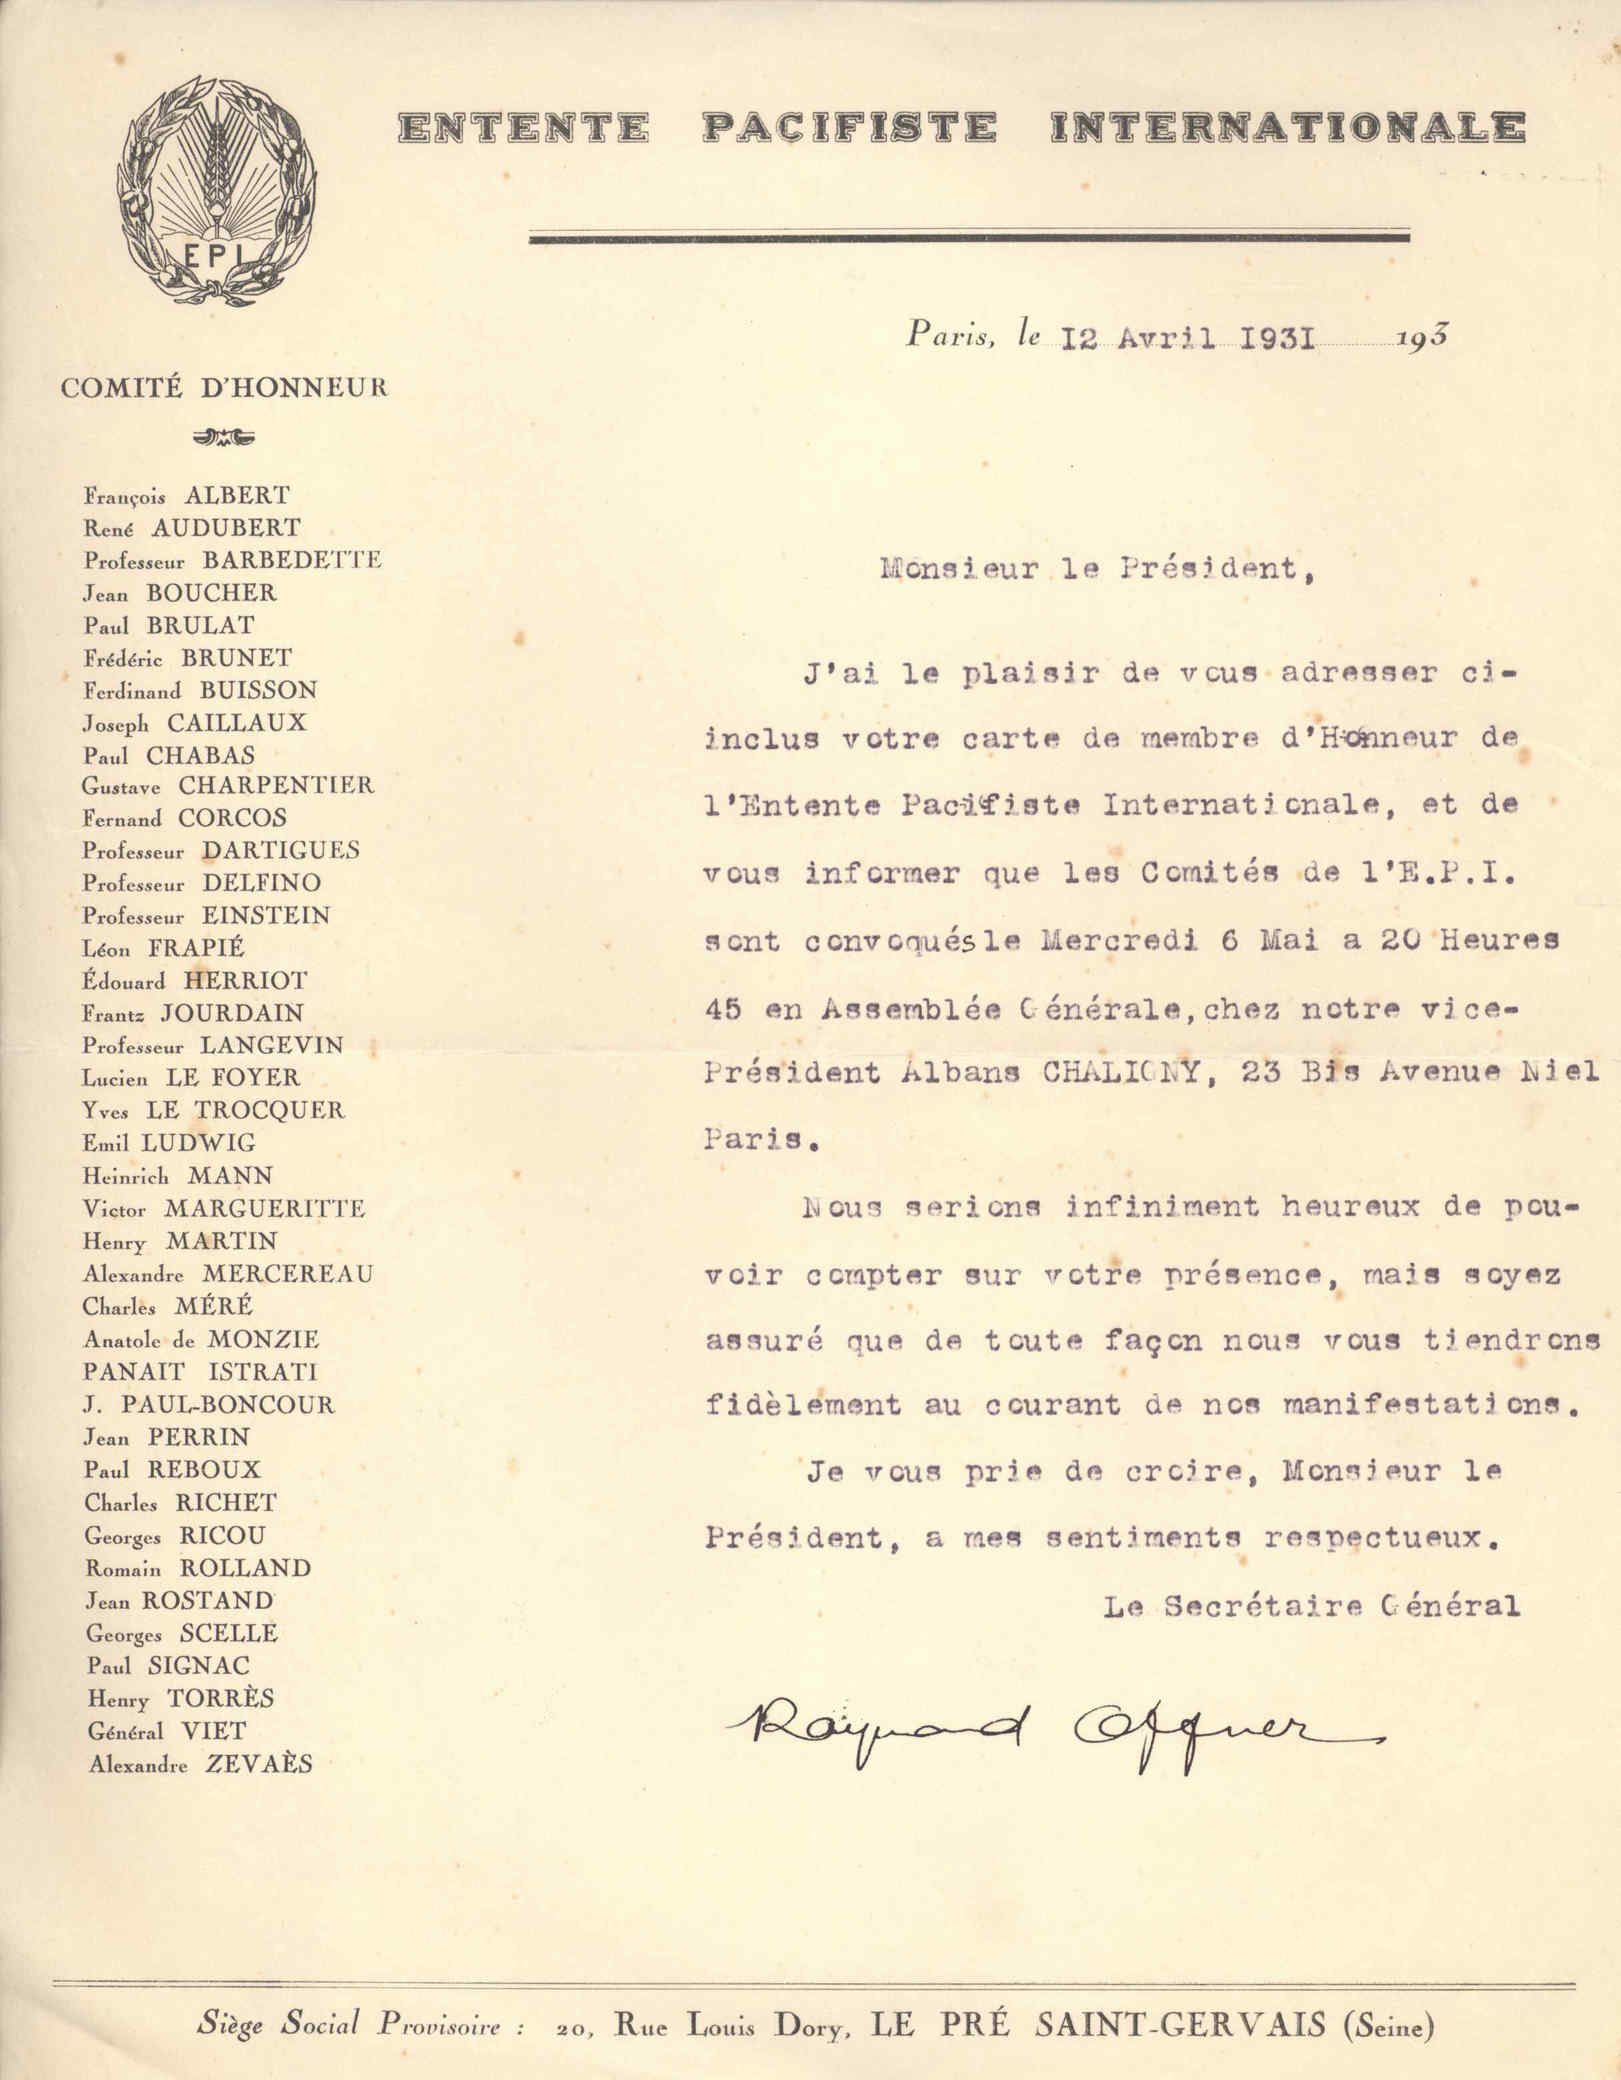 ENTENTE PACIFISTE INTERNATIONALE
EPI
Paris, le 12 Avril 1931 193
COMITÉ D'HONNEUR
François ALBERT
René AUDUBERT
Professeur BARBEDETTE
Jean BOUCHER
Paul BRULAT
Frédéric BRUNET
Ferdinand BUISSON
Joseph CAILLAUX
Paul CHABAS
Gustave CHARPENTIER
Fernand CORCOS
Professeur DARTIGUES
Professeur DELFINO
Professeur EINSTEIN
Léon FRAPIÉ
Édouard HERRIOT
Frantz JOURDAIN
Professeur LANGEVIN
Lucien LE FOYER
Yves LE TROCQUER
Emil LUDWIG
Heinrich MANN
Victor MARGUERITTE
Henry MARTIN
Alexandre MERCEREAU
Charles MÉRÉ
Anatole de MONZIE
PANAIT ISTRATI
J. PAUL-BONCOUR
Jean PERRIN
Paul REBOUX
Charles RICHET
Georges RICOU
Romain ROLLAND
Jean ROSTAND
Georges SCELLE
Paul SIGNAC
Henry TORRÈS
Général VIET
Alexandre ZEVAÈS
Monsieur le Président,
J'ai le plaisir de vous adresser ci-
inclus votre carte de membre d'Honneur de
l'Entente Pacifiste Internationale, et de
vous informer que les Comités de l'E.P.I.
sont convoqués le Mercredi 6 Mai a 20 Heures
45 en Assemblée Générale, chez notre vice-
Président Albans CHALIGNY, 23 Bis Avenue Niel
Paris.
Nous serions infiniment heureux de pou-
voir compter sur votre présence, mais soyez
assuré que de toute façon nous vous tiendrons
fidèlement au courant de nos manifestations.
Je vous prie de croire, Monsieur le
Président, a mes sentiments respectueux.
Le Secrétaire Général
Raymond Offner
Siège Social Provisoire : 20, Rue Louis Dory, LE PRÉ SAINT-GERVAIS (Seine)